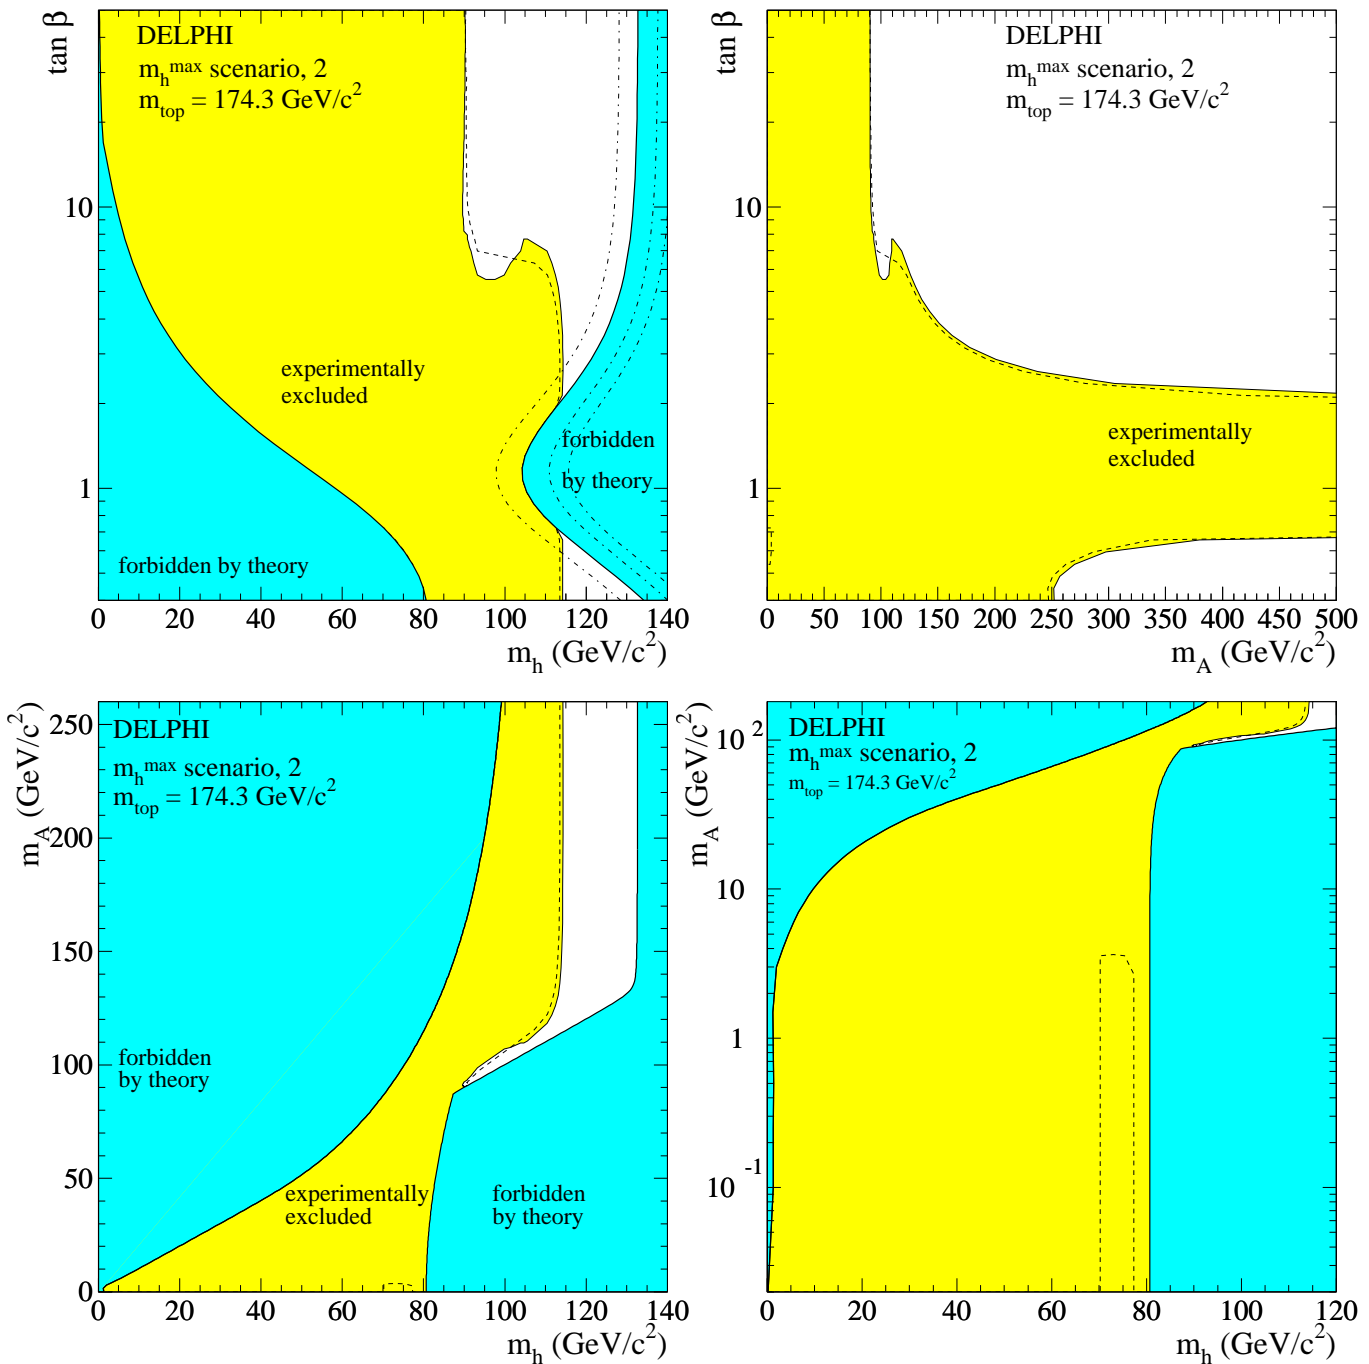 tan β
DELPHI
m_h^max scenario, 2
m_top = 174.3 GeV/c^2
10
1
experimentally
excluded
forbidden
by theory
forbidden by theory
0 20 40 60 80 100 120 140
m_h (GeV/c^2)
tan β
DELPHI
m_h^max scenario, 2
m_top = 174.3 GeV/c^2
10
1
experimentally
excluded
0 50 100 150 200 250 300 350 400 450 500
m_A (GeV/c^2)
m_A (GeV/c^2)
DELPHI
m_h^max scenario, 2
m_top = 174.3 GeV/c^2
250
200
150
100
50
0
forbidden
by theory
experimentally
excluded
forbidden
by theory
0 20 40 60 80 100 120 140
m_h (GeV/c^2)
m_A (GeV/c^2)
DELPHI
m_h^max scenario, 2
m_top = 174.3 GeV/c^2
10^2
10
1
10^-1
0 20 40 60 80 100 120
m_h (GeV/c^2)